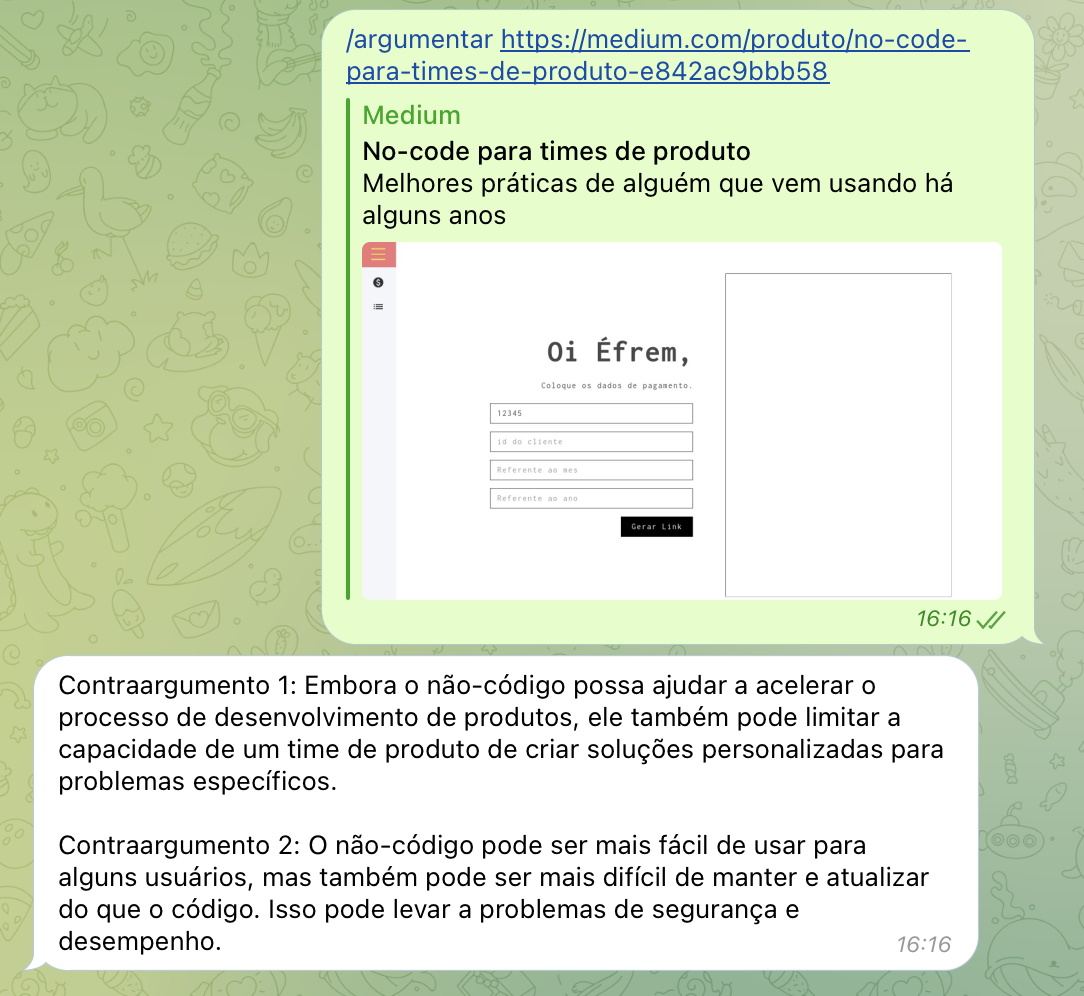 /argumentar https://medium.com/produto/no-code-
para-times-de-produto-e842ac9bbb58
Medium
No-code para times de produto
Melhores práticas de alguém que vem usando há
alguns anos
Oi Éfrem,
Coloque os dados de pagamento.
12345
id do cliente
Referente ao mes
Referente ao ano
Gerar Link
16:16
Contraargumento 1: Embora o não-código possa ajudar a acelerar o
processo de desenvolvimento de produtos, ele também pode limitar a
capacidade de um time de produto de criar soluções personalizadas para
problemas específicos.
Contraargumento 2: O não-código pode ser mais fácil de usar para
alguns usuários, mas também pode ser mais difícil de manter e atualizar
do que o código. Isso pode levar a problemas de segurança e
desempenho.
16:16